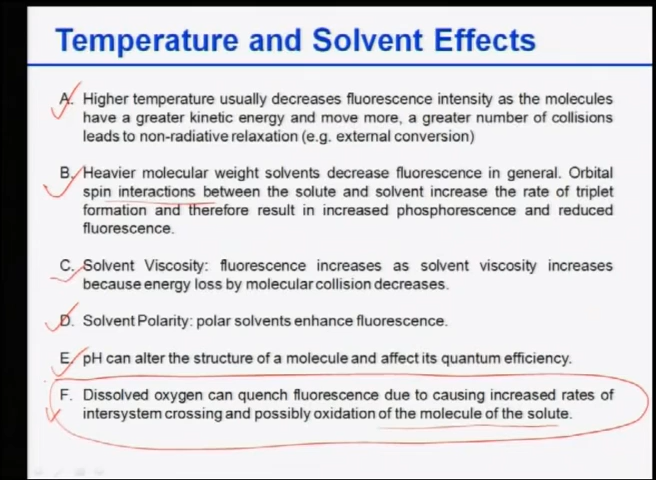 Temperature and Solvent Effects
A. Higher temperature usually decreases fluorescence intensity as the molecules
have a greater kinetic energy and move more, a greater number of collisions
leads to non-radiative relaxation (e.g. external conversion)
B. Heavier molecular weight solvents decrease fluorescence in general. Orbital
spin interactions between the solute and solvent increase the rate of triplet
formation and therefore result in increased phosphorescence and reduced
fluorescence.
C. Solvent Viscosity: fluorescence increases as solvent viscosity increases
because energy loss by molecular collision decreases.
D. Solvent Polarity: polar solvents enhance fluorescence.
E. pH can alter the structure of a molecule and affect its quantum efficiency.
F. Dissolved oxygen can quench fluorescence due to causing increased rates of
intersystem crossing and possibly oxidation of the molecule of the solute.